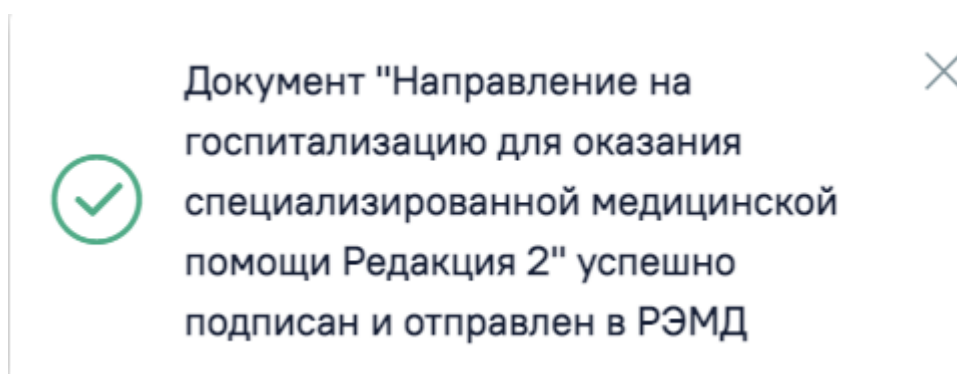 Документ "Направление на
госпитализацию для оказания
специализированной медицинской
помощи Редакция 2" успешно
подписан и отправлен в РЭМД